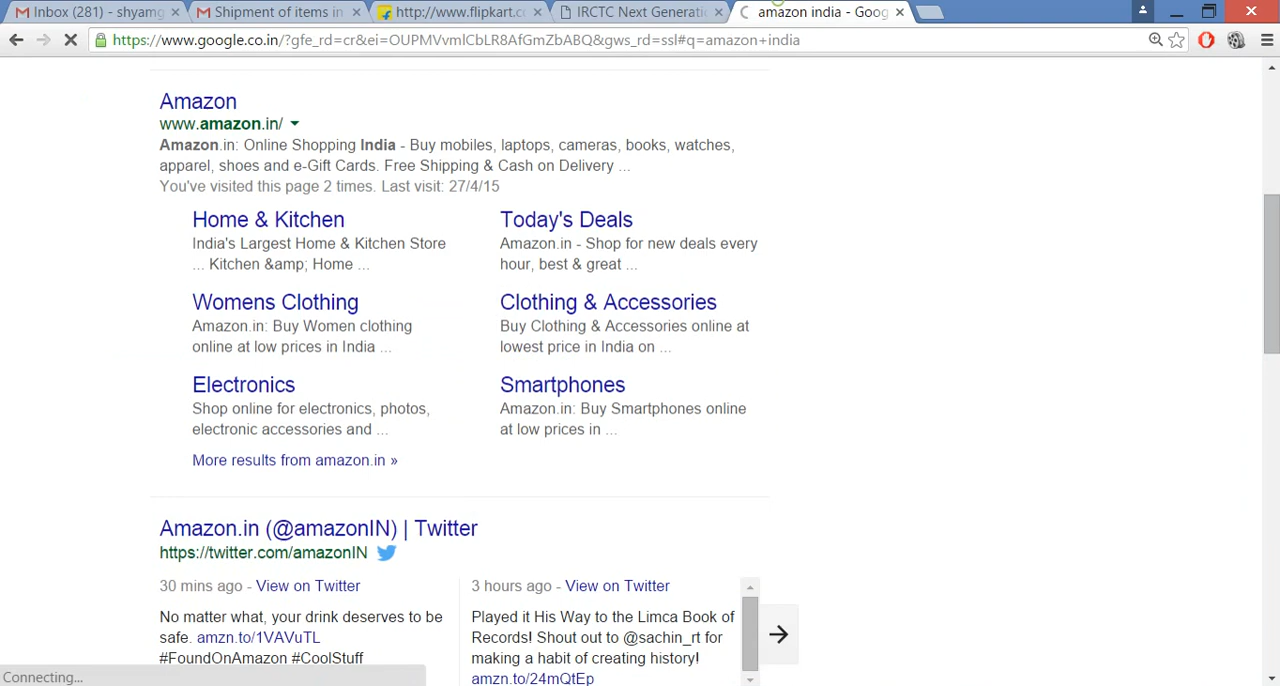 Inbox (281) - shyamg
Shipment of items in
http://www.flipkart.co
IRCTC Next Generati
amazon india - Goog
https://www.google.co.in/?gfe_rd=cr&ei=OUPMVvmlCbLR8AfGmZbABQ&gws_rd=ssl#q=amazon+india
Amazon
www.amazon.in/
Amazon.in: Online Shopping India - Buy mobiles, laptops, cameras, books, watches,
apparel, shoes and e-Gift Cards. Free Shipping & Cash on Delivery ...
You've visited this page 2 times. Last visit: 27/4/15
Home & Kitchen
India's Largest Home & Kitchen Store
... Kitchen &amp; Home ...
Today's Deals
Amazon.in - Shop for new deals every
hour, best & great ...
Womens Clothing
Amazon.in: Buy Women clothing
online at low prices in India ...
Clothing & Accessories
Buy Clothing & Accessories online at
lowest price in India on ...
Electronics
Shop online for electronics, photos,
electronic accessories and ...
Smartphones
Amazon.in: Buy Smartphones online
at low prices in ...
More results from amazon.in »
Amazon.in (@amazonIN) | Twitter
https://twitter.com/amazonIN
30 mins ago - View on Twitter
No matter what, your drink deserves to be
safe. amzn.to/1VAVuTL
#FoundOnAmazon #CoolStuff
3 hours ago - View on Twitter
Played it His Way to the Limca Book of
Records! Shout out to @sachin_rt for
making a habit of creating history!
amzn.to/24mQtEp
Connecting...